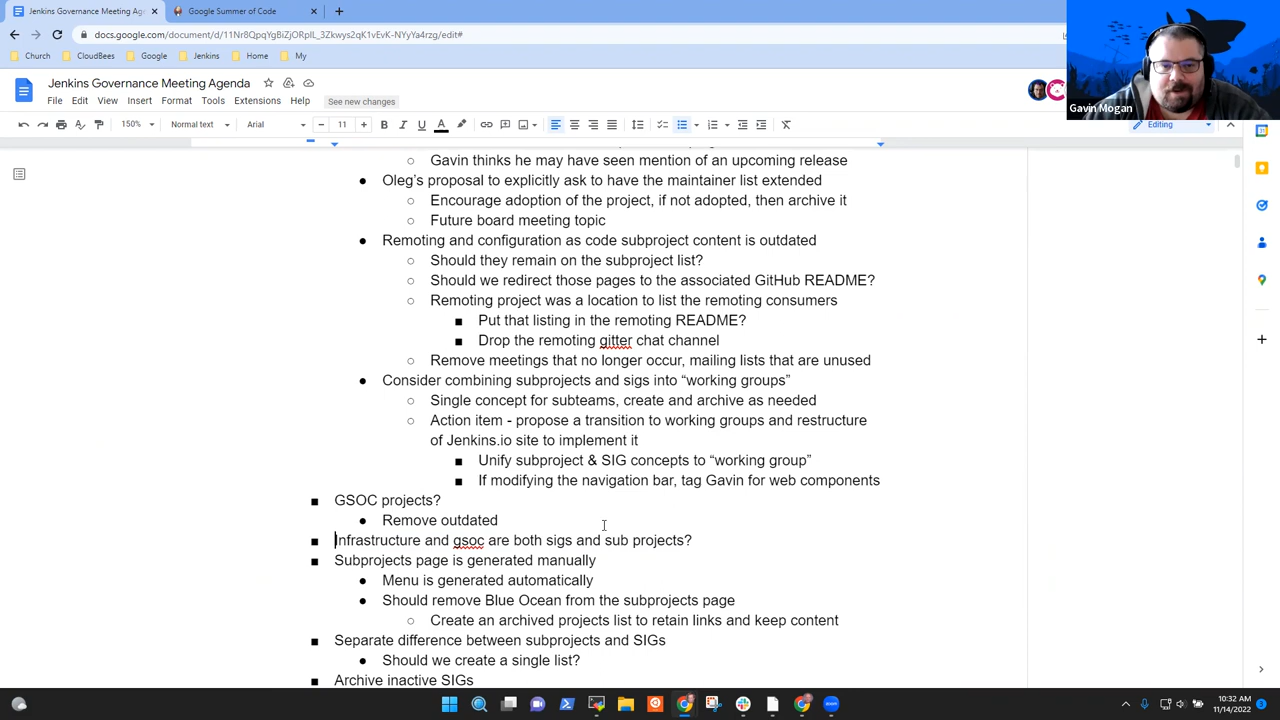 Jenkins Governance Meeting Age
Google Summer of Code
docs.google.com/document/d/11Nr8QpqYgBiZjORpIL_3Zkwys2qK1vEvK-NYyYa4rzg/edit#
Church
CloudBees
Google
Jenkins
Home
My
Jenkins Governance Meeting Agenda
File Edit View Insert Format Tools Extensions Help See new changes
Gavin Mogan
150% Normal text Arial 11 Editing
Gavin thinks he may have seen mention of an upcoming release
Oleg's proposal to explicitly ask to have the maintainer list extended
Encourage adoption of the project, if not adopted, then archive it
Future board meeting topic
Remoting and configuration as code subproject content is outdated
Should they remain on the subproject list?
Should we redirect those pages to the associated GitHub README?
Remoting project was a location to list the remoting consumers
Put that listing in the remoting README?
Drop the remoting gitter chat channel
Remove meetings that no longer occur, mailing lists that are unused
Consider combining subprojects and sigs into “working groups”
Single concept for subteams, create and archive as needed
Action item - propose a transition to working groups and restructure
of Jenkins.io site to implement it
Unify subproject & SIG concepts to “working group”
If modifying the navigation bar, tag Gavin for web components
GSOC projects?
Remove outdated
Infrastructure and gsoc are both sigs and sub projects?
Subprojects page is generated manually
Menu is generated automatically
Should remove Blue Ocean from the subprojects page
Create an archived projects list to retain links and keep content
Separate difference between subprojects and SIGs
Should we create a single list?
Archive inactive SIGs
10:32 AM
11/14/2022